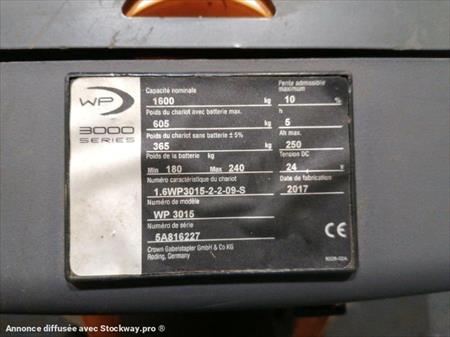 WP
3000
SERIES
Capacité nominale
1600 kg
Pente admissible
maximum
10 %
Poids du chariot avec batterie max.
605 kg
h
5
Poids du chariot sans batterie ± 5%
365 kg
Ah max.
250
Poids de la batterie kg
Min 180 Max 240
Tension DC
24 V
Numéro caractéristique du chariot
1.6WP3015-2-2-09-S
Date de fabrication
2017
Numéro de modèle
WP 3015
Numéro de série
5A816227
Crown Gabelstapler GmbH & Co KG
Roding, Germany
CE
Annonce diffusée avec Stockway.pro ®